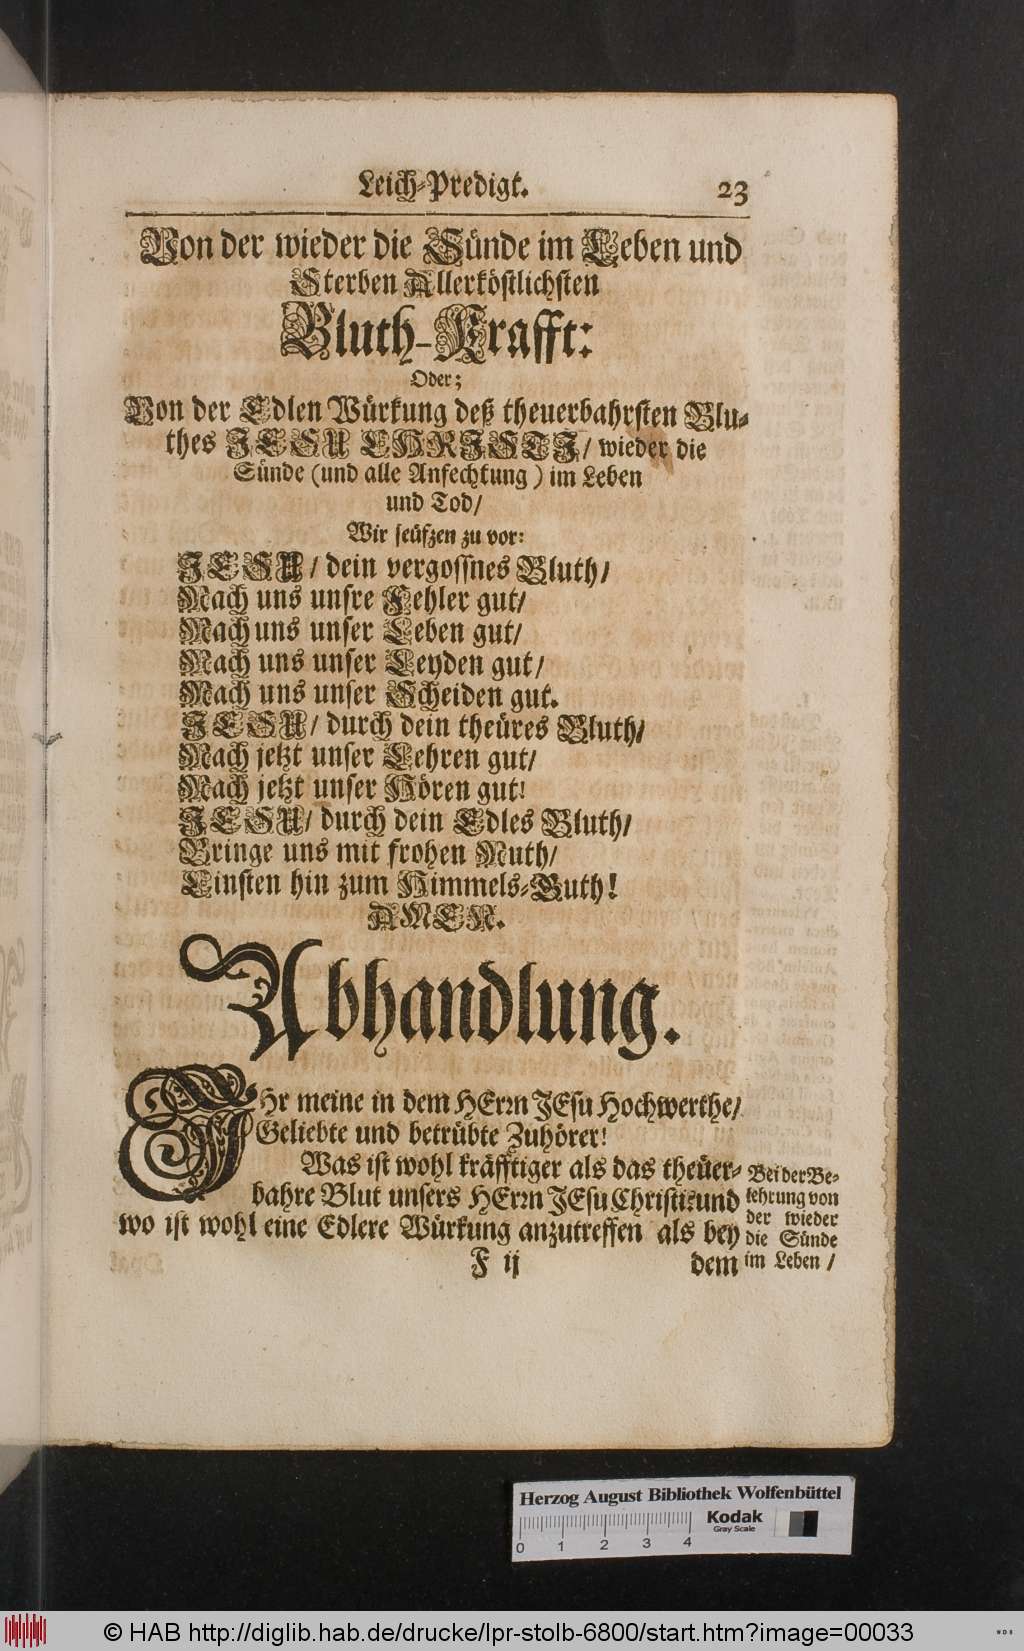 Leich-Predigt. 23
Von der wieder die Sünde im Leben und
Sterben Allerköstlichsten
Bluth-Krafft:
Oder;
Von der Edlen Würkung deß theuerbahrsten Blu-
thes JESU CHRISTI/ wieder die
Sünde (und alle Anfechtung) im Leben
und Tod/
Wir seüfzen zu vor:
JESU/ dein vergossnes Bluth/
Mach uns unsre Fehler gut/
Mach uns unser Leben gut/
Mach uns unser Leyden gut/
Mach uns unser Scheiden gut.
JESU/ durch dein theüres Bluth/
Mach jetzt unser Lehren gut/
Mach jetzt unser Hören gut!
JESU/ durch dein Edles Bluth/
Bringe uns mit frohen Muth/
Einsten hin zum Himmels-Guth!
AMEN.
Abhandlung.
IHr meine in dem HErrn JEsu Hochwerthe/
Geliebte und betrübte Zuhörer!
Was ist wohl kräfftiger als das theüer-
bahre Blut unsers HErrn JEsu Christi: und
wo ist wohl eine Edlere Würkung anzutreffen als bey
F ij dem
Bei der Be-
lehrung von
der wieder
die Sünde
im Leben /
Herzog August Bibliothek Wolfenbüttel
Kodak
Gray Scale
0 1 2 3 4
© HAB http://diglib.hab.de/drucke/lpr-stolb-6800/start.htm?image=00033